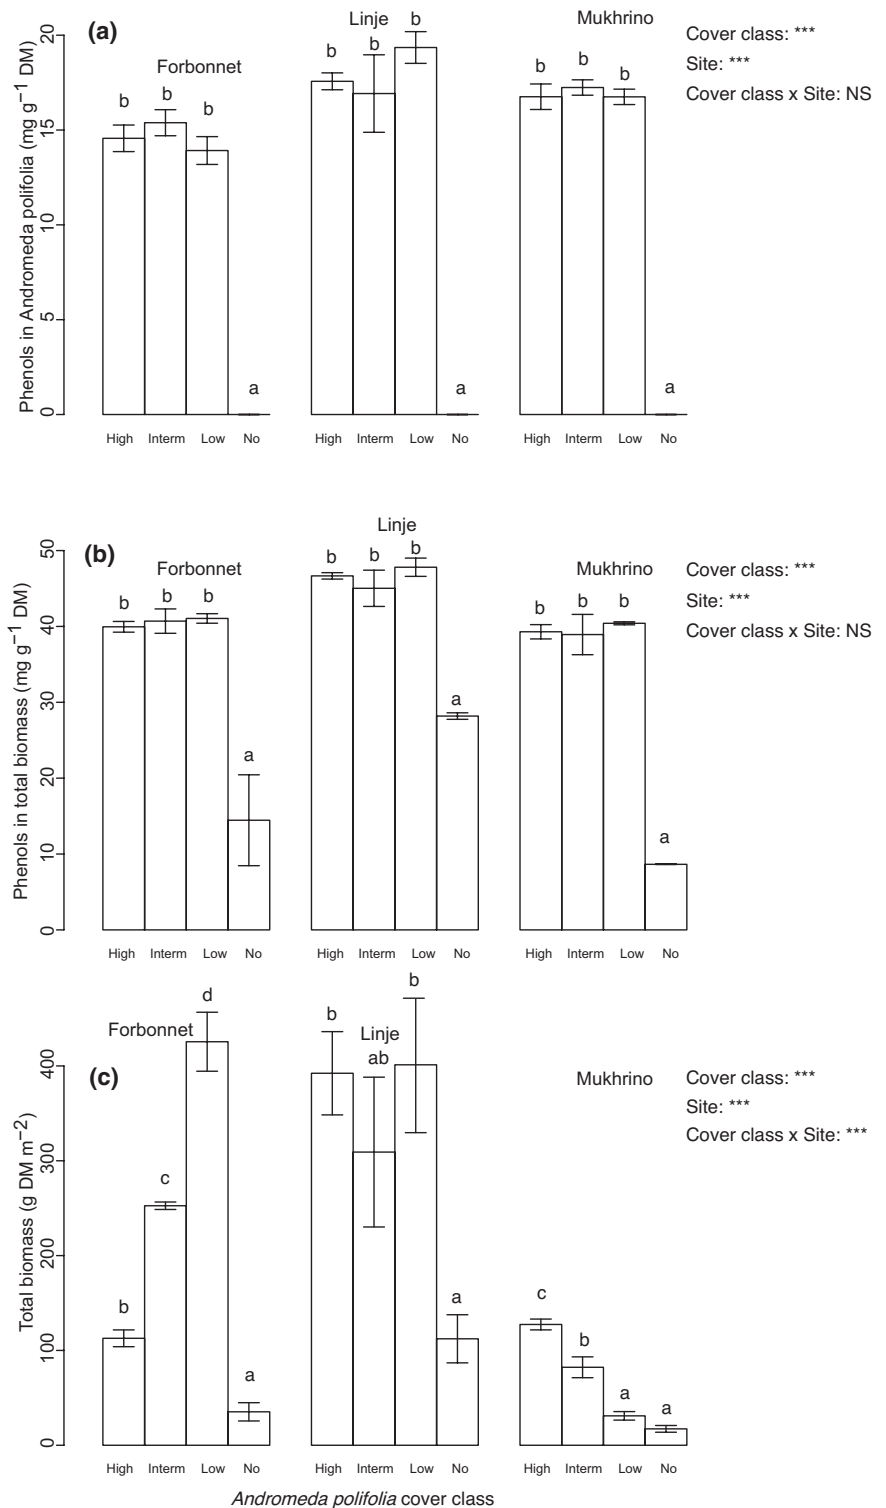 (a)
Phenols in Andromeda polifolia (mg g−1 DM)
20
15
10
5
0
Forbonnet
b
b
b
a
High Interm Low No
Linje
b
b
b
a
High Interm Low No
Mukhrino
b
b
b
a
High Interm Low No
Cover class: ***
Site: ***
Cover class x Site: NS
(b)
Phenols in total biomass (mg g−1 DM)
50
40
30
20
10
0
Forbonnet
b
b
b
a
High Interm Low No
Linje
b
b
b
a
High Interm Low No
Mukhrino
b
b
b
a
High Interm Low No
Cover class: ***
Site: ***
Cover class x Site: NS
(c)
Total biomass (g DM m−2)
400
300
200
100
0
Forbonnet
b
c
d
a
High Interm Low No
Linje
b
ab
b
a
High Interm Low No
Mukhrino
c
b
a
a
High Interm Low No
Cover class: ***
Site: ***
Cover class x Site: ***
Andromeda polifolia cover class